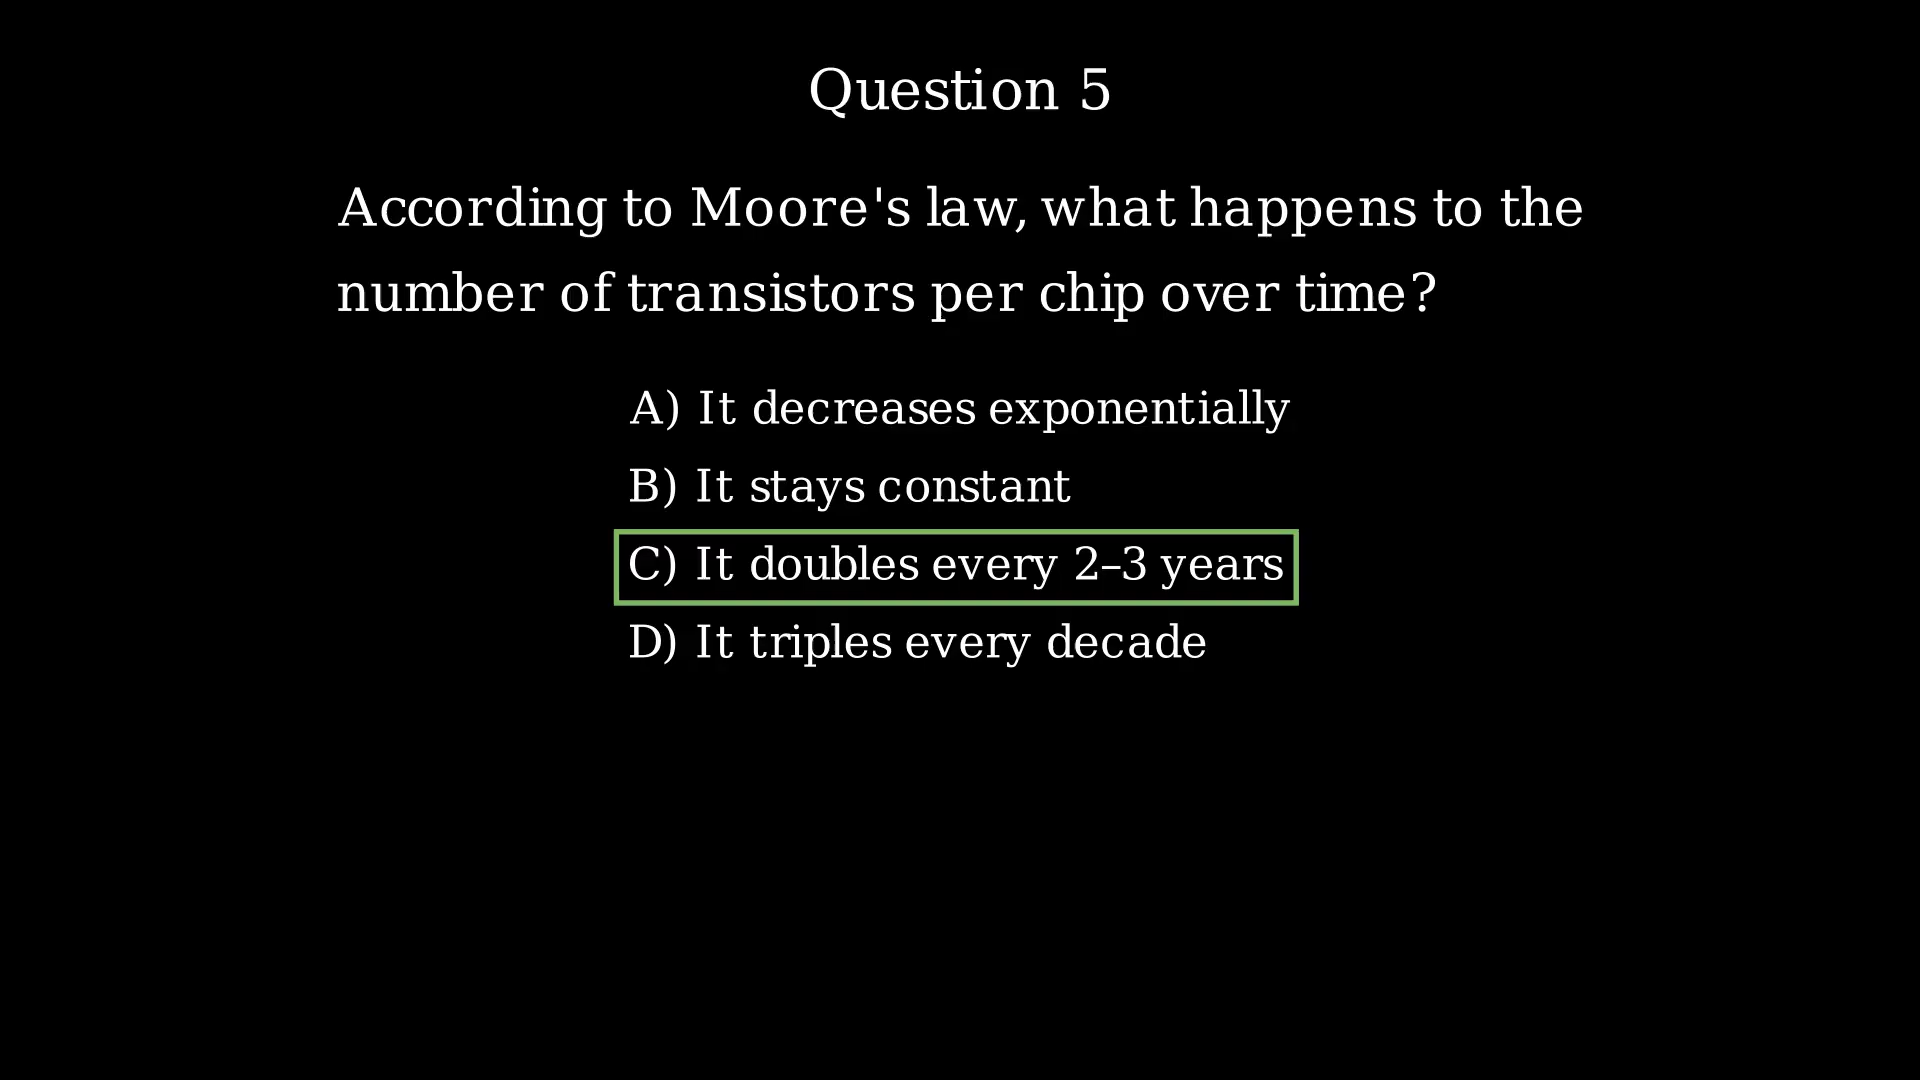 Question 5
According to Moore's law, what happens to the
number of transistors per chip over time?
A) It decreases exponentially
B) It stays constant
C) It doubles every 2–3 years
D) It triples every decade